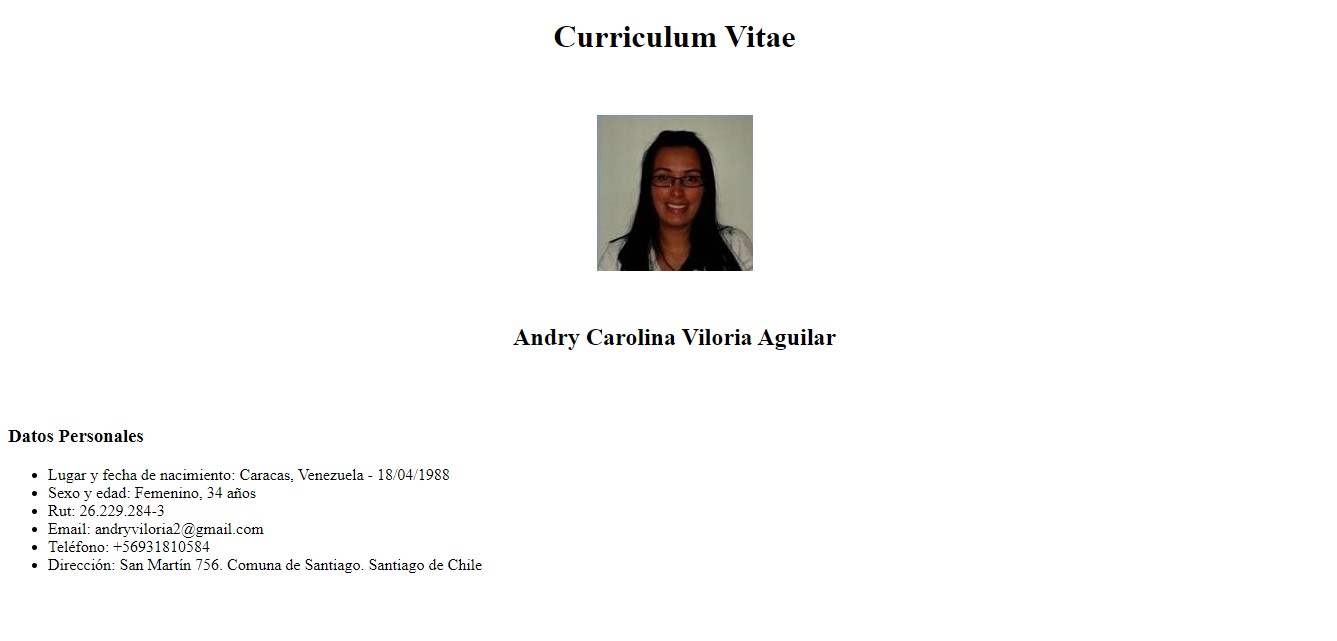 Curriculum Vitae
Andry Carolina Viloria Aguilar
Datos Personales
• Lugar y fecha de nacimiento: Caracas, Venezuela - 18/04/1988
• Sexo y edad: Femenino, 34 años
• Rut: 26.229.284-3
• Email: andryviloria2@gmail.com
• Teléfono: +56931810584
• Dirección: San Martín 756. Comuna de Santiago. Santiago de Chile